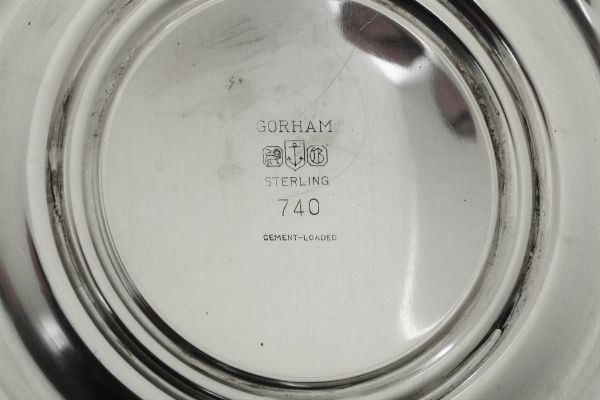 GORHAM
STERLING
740
CEMENT-LOADED